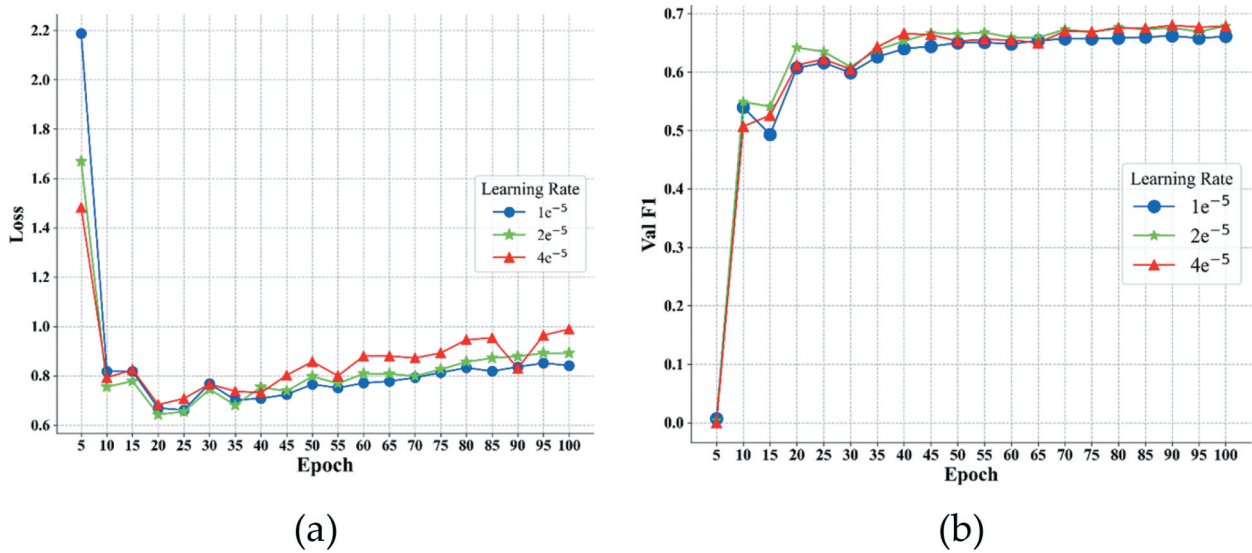 2.2
2.0
1.8
1.6
1.4
1.2
1.0
0.8
0.6
Loss
Learning Rate
1e⁻⁵
2e⁻⁵
4e⁻⁵
5 10 15 20 25 30 35 40 45 50 55 60 65 70 75 80 85 90 95 100
Epoch
(a)
0.7
0.6
0.5
0.4
0.3
0.2
0.1
0.0
Val F1
Learning Rate
1e⁻⁵
2e⁻⁵
4e⁻⁵
5 10 15 20 25 30 35 40 45 50 55 60 65 70 75 80 85 90 95 100
Epoch
(b)